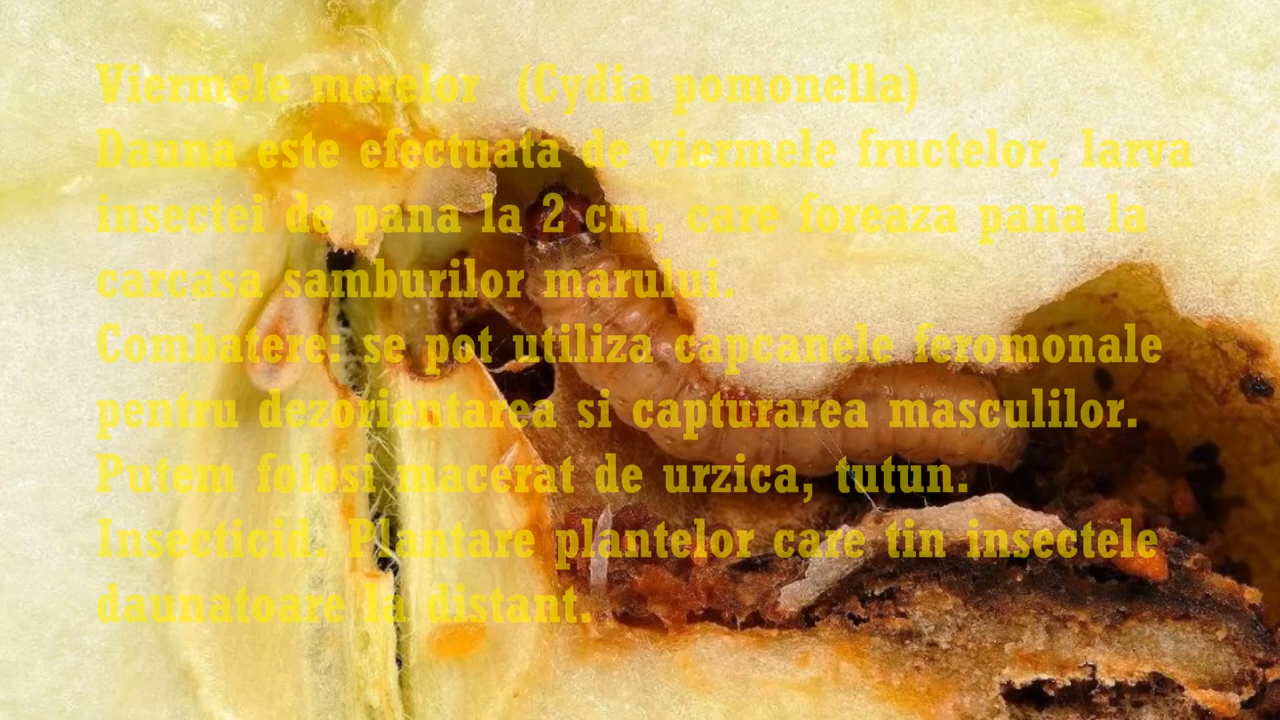 Viermele merelor (Cydia pomonella)
Dauna este efectuata de viermele fructelor, larva
insectei de pana la 2 cm, care foreaza pana la
carcasa samburilor marului.
Combatere: se pot utiliza capcanele feromonale
pentru dezorientarea si capturarea masculilor.
Putem folosi macerat de urzica, tutun.
Insecticid. Plantare plantelor care tin insectele
daunatoare la distant.